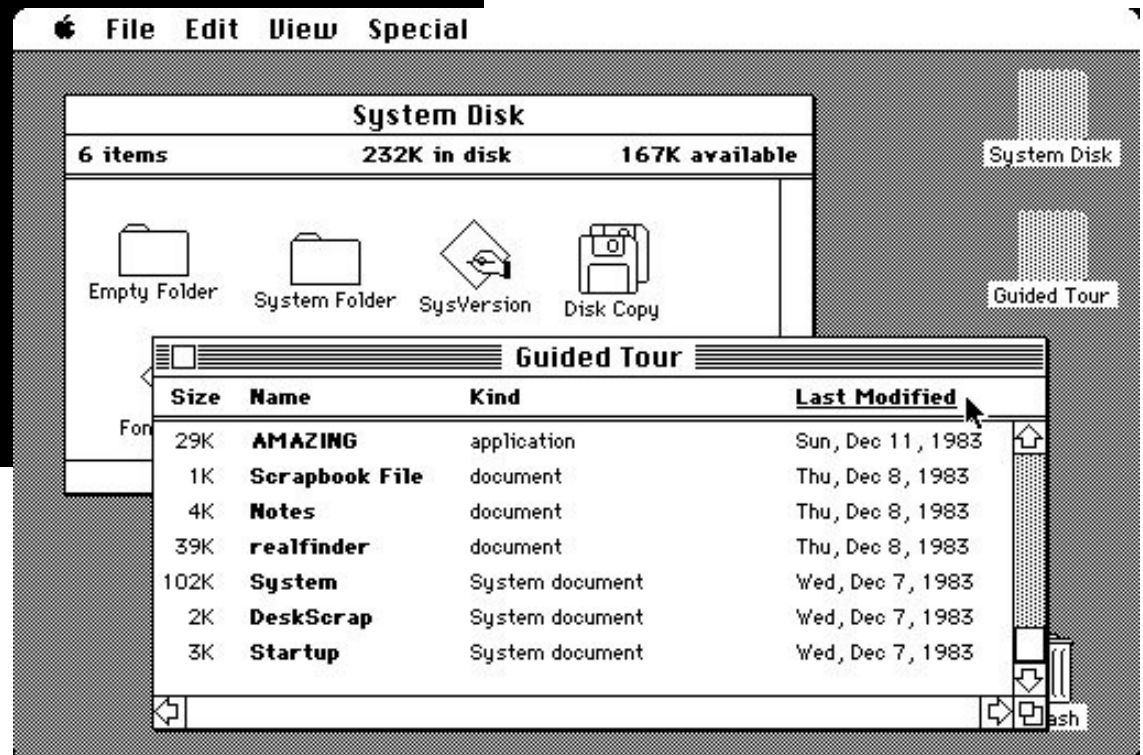 File Edit View Special
System Disk
6 items 232K in disk 167K available
Empty Folder System Folder SysVersion Disk Copy
Fon
System Disk
Guided Tour
Guided Tour
Size Name Kind Last Modified
29K AMAZING application Sun, Dec 11, 1983
1K Scrapbook File document Thu, Dec 8, 1983
4K Notes document Thu, Dec 8, 1983
39K realfinder document Thu, Dec 8, 1983
102K System System document Wed, Dec 7, 1983
2K DeskScrap System document Wed, Dec 7, 1983
3K Startup System document Wed, Dec 7, 1983
ash